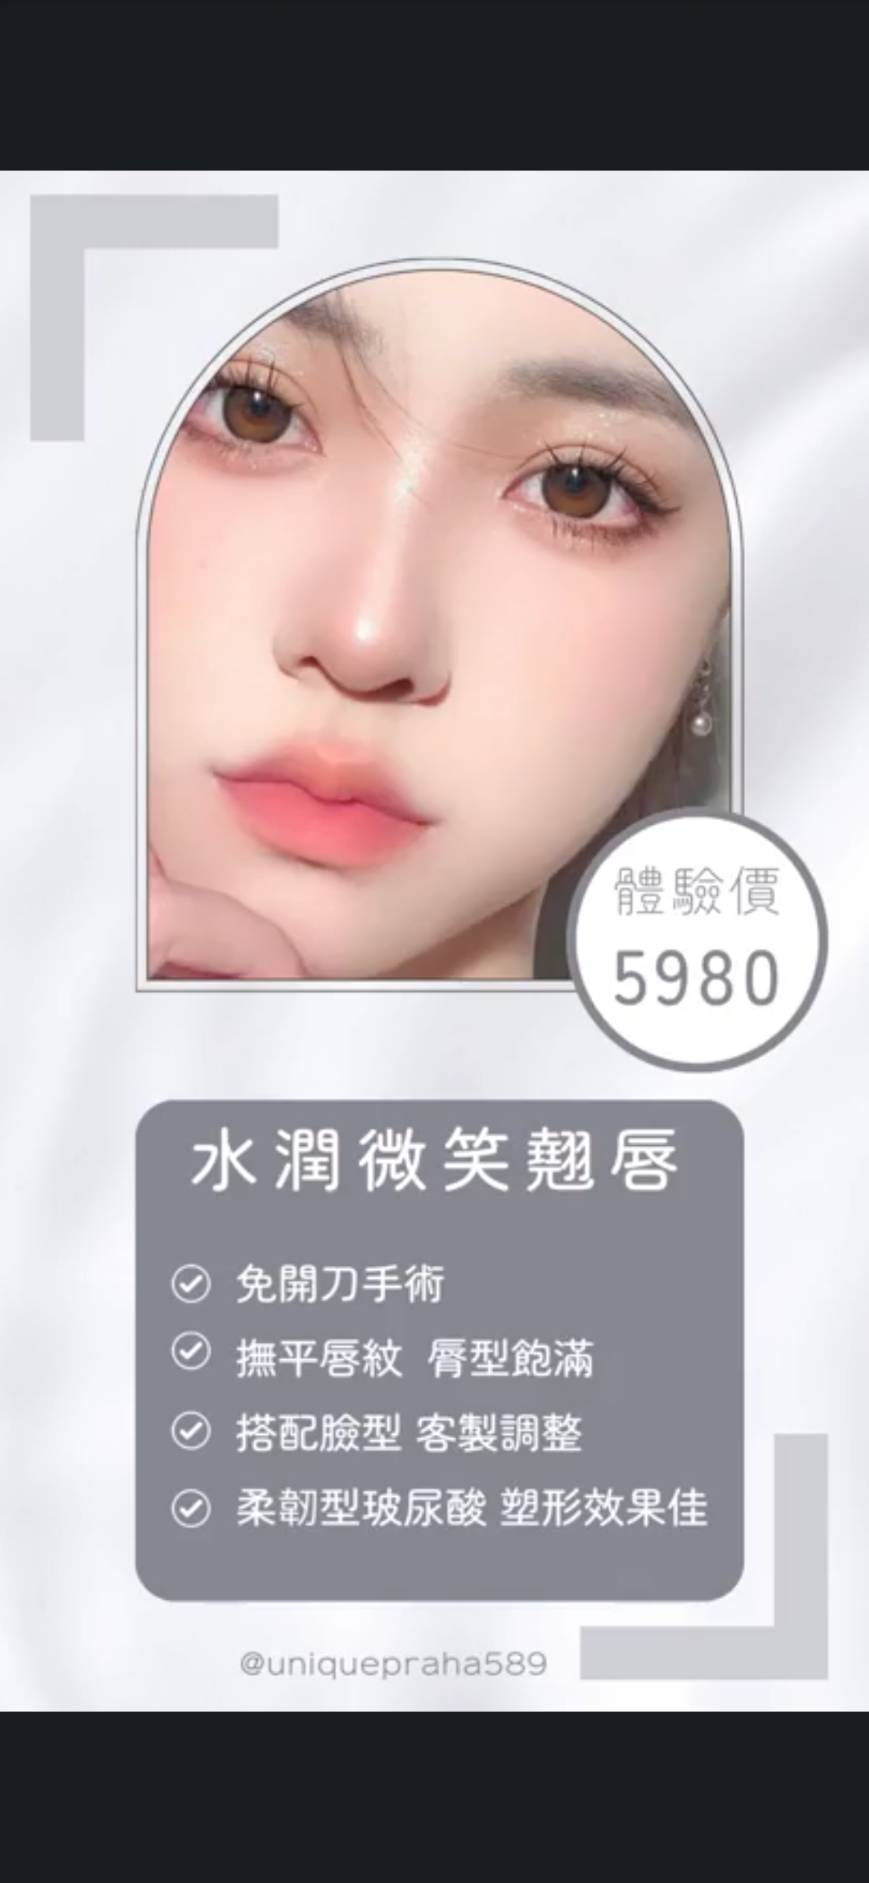 體驗價
5980
水潤微笑翹唇
免開刀手術
撫平唇紋 脣型飽滿
搭配臉型 客製調整
柔韌型玻尿酸 塑形效果佳
@uniquepraha589